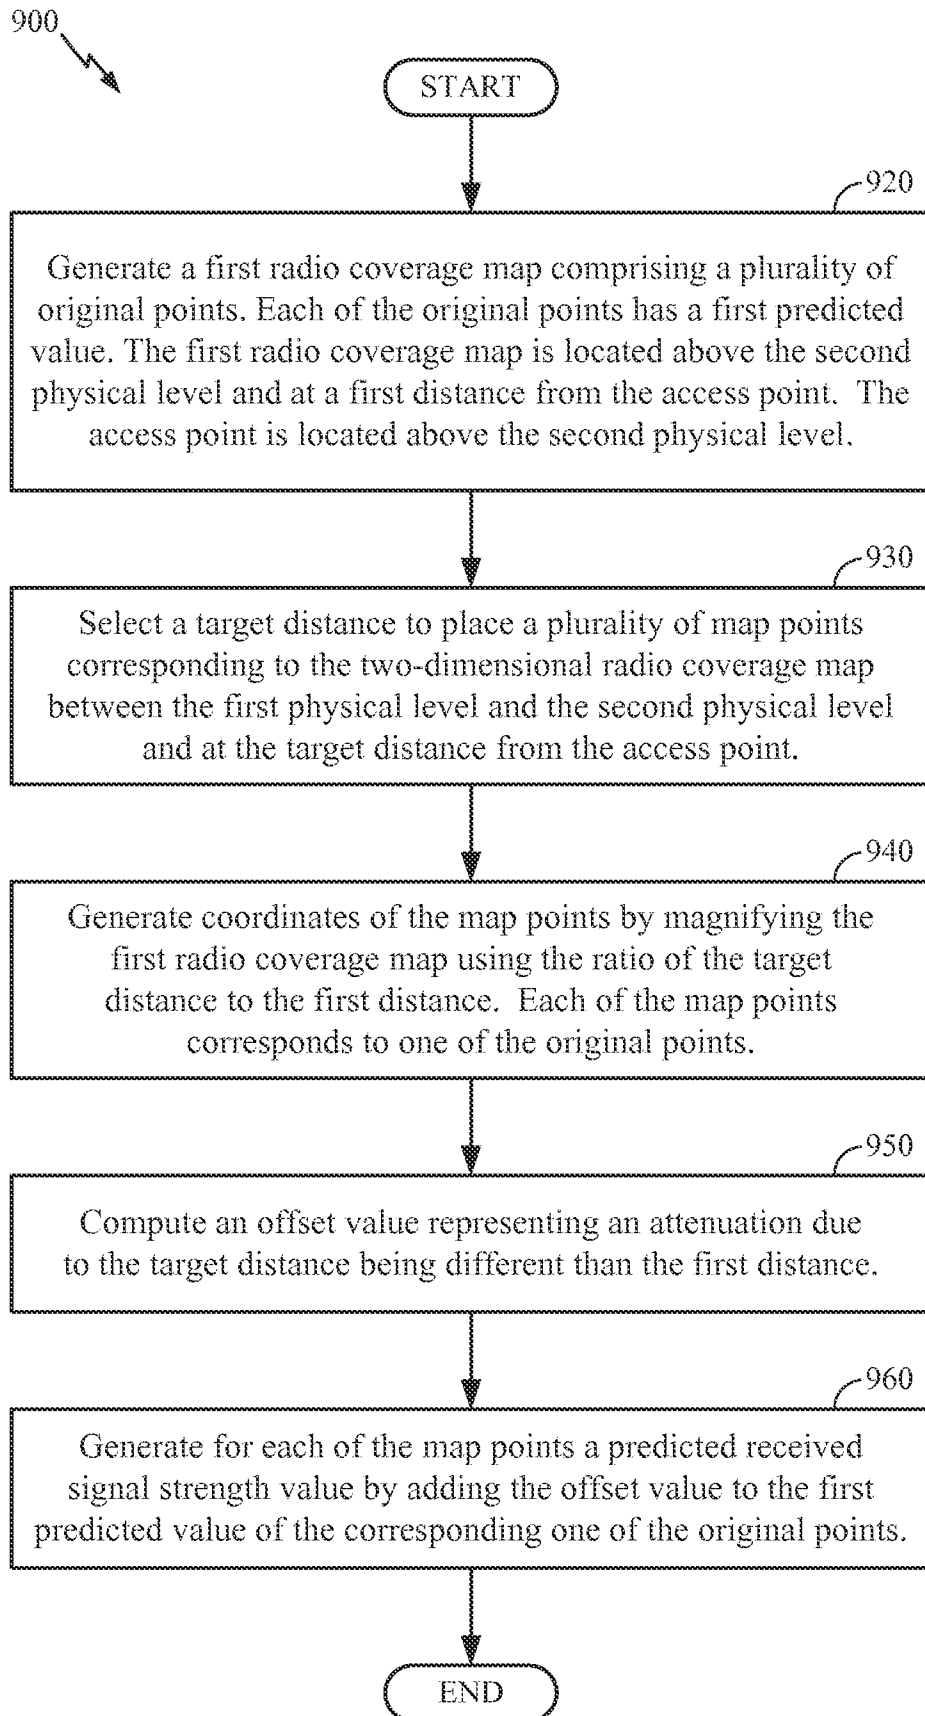 900
START
920
Generate a first radio coverage map comprising a plurality of
original points. Each of the original points has a first predicted
value. The first radio coverage map is located above the second
physical level and at a first distance from the access point. The
access point is located above the second physical level.
930
Select a target distance to place a plurality of map points
corresponding to the two-dimensional radio coverage map
between the first physical level and the second physical level
and at the target distance from the access point.
940
Generate coordinates of the map points by magnifying the
first radio coverage map using the ratio of the target
distance to the first distance. Each of the map points
corresponds to one of the original points.
950
Compute an offset value representing an attenuation due
to the target distance being different than the first distance.
960
Generate for each of the map points a predicted received
signal strength value by adding the offset value to the first
predicted value of the corresponding one of the original points.
END